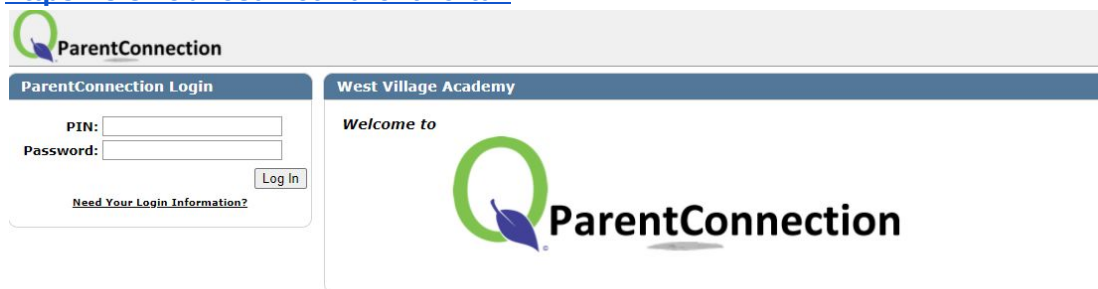 ParentConnection
ParentConnection Login
PIN:
Password:
Log In
Need Your Login Information?
West Village Academy
Welcome to
ParentConnection